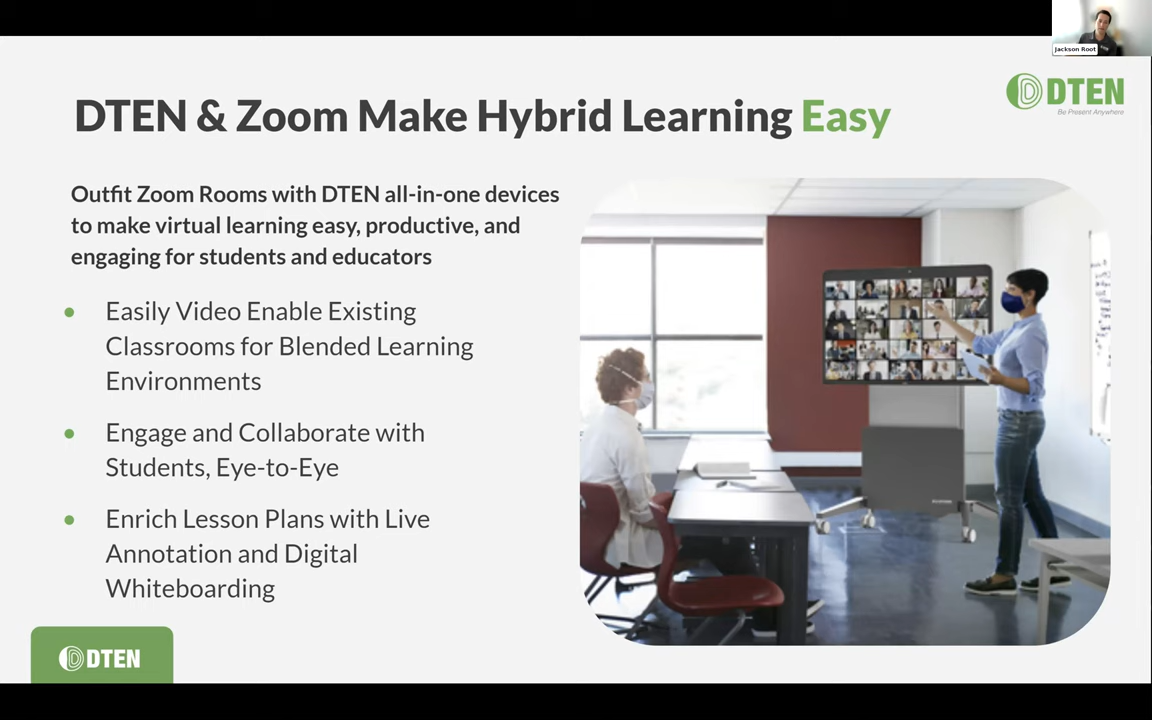 Jackson Root
DTEN
Be Present Anywhere
DTEN & Zoom Make Hybrid Learning Easy
Outfit Zoom Rooms with DTEN all-in-one devices
to make virtual learning easy, productive, and
engaging for students and educators
• Easily Video Enable Existing
Classrooms for Blended Learning
Environments
• Engage and Collaborate with
Students, Eye-to-Eye
• Enrich Lesson Plans with Live
Annotation and Digital
Whiteboarding
DTEN